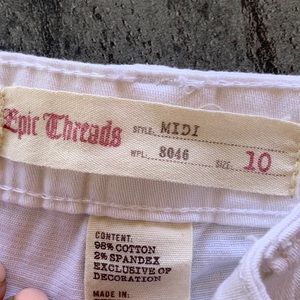 Epic Threads
STYLE. MIDI
WPL. 8046 SIZE. 10
CONTENT:
98% COTTON
2% SPANDEX
EXCLUSIVE OF
DECORATION
MADE IN: